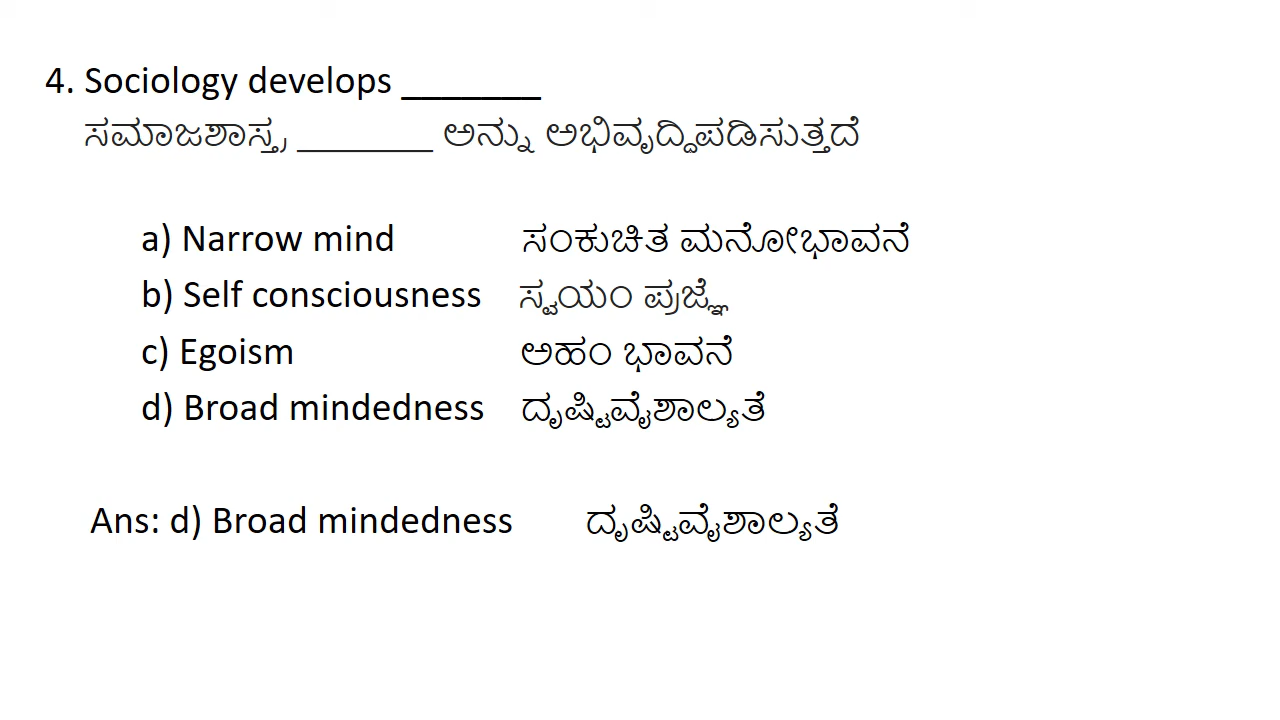 4. Sociology develops _______
ಸಮಾಜಶಾಸ್ತ್ರ _______ ಅನ್ನು ಅಭಿವೃದ್ಧಿಪಡಿಸುತ್ತದೆ
a) Narrow mind ಸಂಕುಚಿತ ಮನೋಭಾವನೆ
b) Self consciousness ಸ್ವಯಂ ಪ್ರಜ್ಞೆ
c) Egoism ಅಹಂ ಭಾವನೆ
d) Broad mindedness ದೃಷ್ಟಿವೈಶಾಲ್ಯತೆ
Ans: d) Broad mindedness ದೃಷ್ಟಿವೈಶಾಲ್ಯತೆ